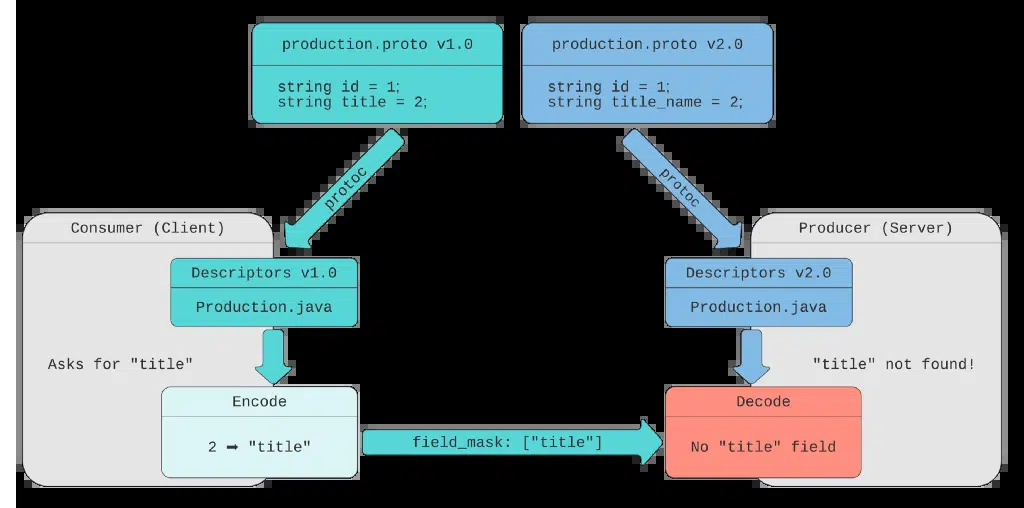 production.proto v1.0
string id = 1;
string title = 2;
production.proto v2.0
string id = 1;
string title_name = 2;
protoc
protoc
Consumer (Client)
Descriptors v1.0
Production.java
Asks for "title"
Encode
2 ➡ "title"
field_mask: ["title"]
Producer (Server)
Descriptors v2.0
Production.java
"title" not found!
Decode
No "title" field